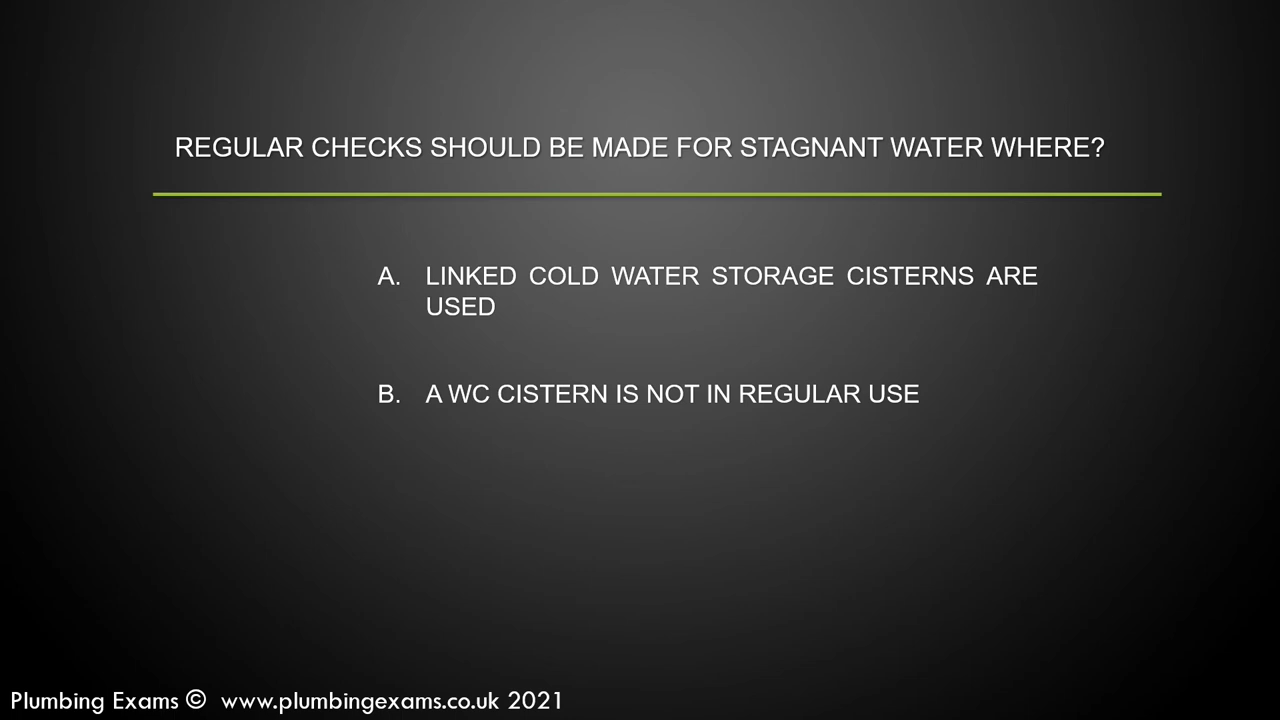 REGULAR CHECKS SHOULD BE MADE FOR STAGNANT WATER WHERE?
A. LINKED COLD WATER STORAGE CISTERNS ARE
USED
B. A WC CISTERN IS NOT IN REGULAR USE
Plumbing Exams © www.plumbingexams.co.uk 2021